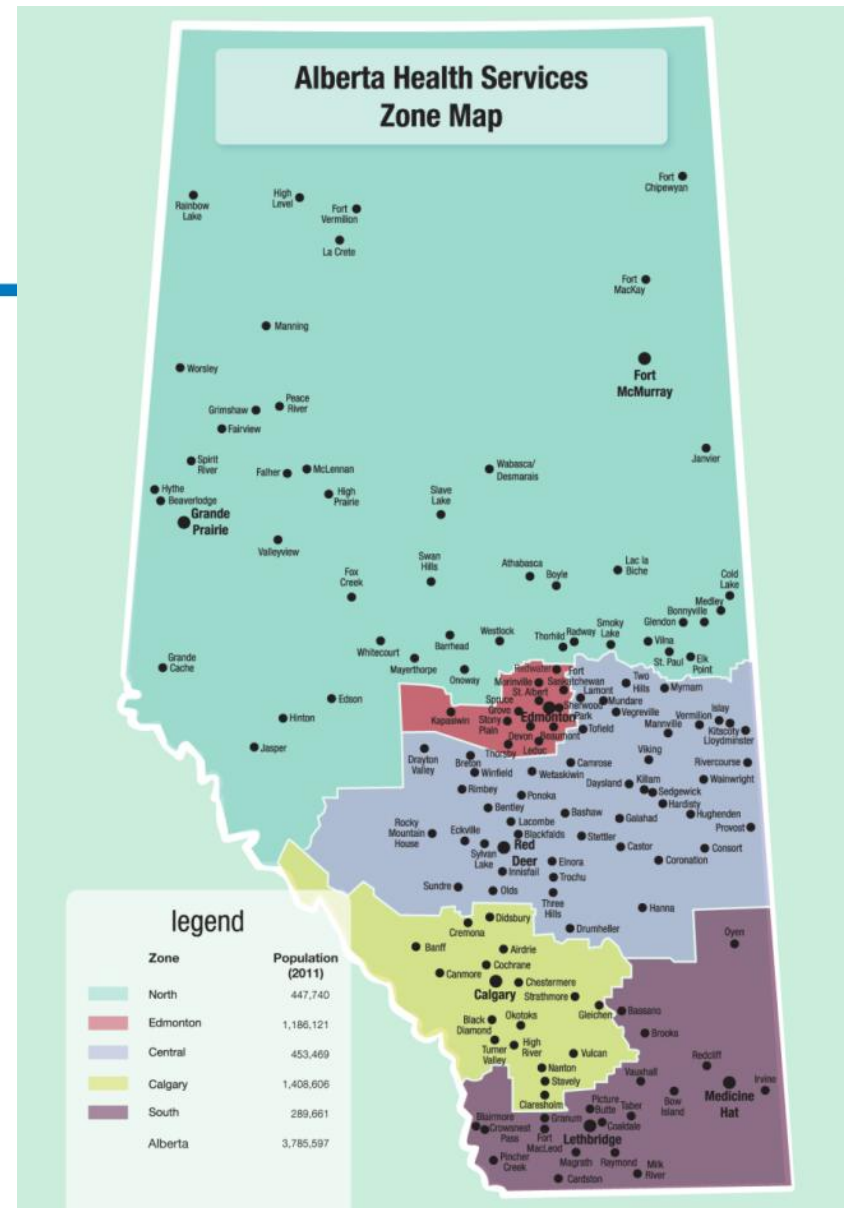 Alberta Health Services
Zone Map
Rainbow
Lake
High
Level
Fort
Vermilion
La Crete
Fort
Chipewyan
Fort
MacKay
Manning
Fort
McMurray
Worsley
Peace
River
Grimshaw
Fairview
Janvier
Spirit
River
Falher
McLennan
Wabasca/
Desmarais
Hythe
Beaverlodge
High
Prairie
Slave
Lake
Grande
Prairie
Valleyview
Fox
Creek
Swan
Hills
Athabasca
Boyle
Lac la
Biche
Cold
Lake
Medley
Bonnyville
Glendon
Smoky
Lake
Radway
Thorhild
Westlock
Barrhead
Whitecourt
Mayerthorpe
Onoway
Vilna
St. Paul
Elk
Point
Grande
Cache
Edson
Hinton
Jasper
Redwater
Fort
Saskatchewan
Morinville
St. Albert
Spruce
Grove
Stony
Plain
Kapasiwin
Edmonton
Sherwood
Park
Devon
Beaumont
Leduc
Thorsby
Lamont
Two
Hills
Myrnam
Mundare
Vegreville
Tofield
Mannville
Vermilion
Islay
Kitscoty
Lloydminster
Drayton
Valley
Breton
Winfield
Wetaskiwin
Camrose
Viking
Rivercourse
Rimbey
Ponoka
Daysland
Killam
Sedgewick
Wainwright
Hardisty
Hughenden
Bentley
Lacombe
Bashaw
Galahad
Provost
Rocky
Mountain
House
Eckville
Blackfalds
Stettler
Castor
Consort
Coronation
Sylvan
Lake
Red
Deer
Innisfail
Elnora
Trochu
Sundre
Olds
Three
Hills
Hanna
Didsbury
Cremona
Drumheller
Oyen
Banff
Airdrie
Cochrane
Canmore
Chestermere
Calgary
Strathmore
Gleichen
Bassano
Black
Diamond
Okotoks
Brooks
Turner
Valley
High
River
Vulcan
Redcliff
Nanton
Stavely
Vauxhall
Medicine
Hat
Irvine
Claresholm
Picture
Butte
Taber
Bow
Island
Blairmore
Crowsnest
Pass
Granum
Fort
MacLeod
Coaldale
Lethbridge
Pincher
Creek
Magrath
Raymond
Milk
River
Cardston
legend
Zone Population
(2011)
North 447,740
Edmonton 1,186,121
Central 453,469
Calgary 1,408,606
South 289,661
Alberta 3,785,597